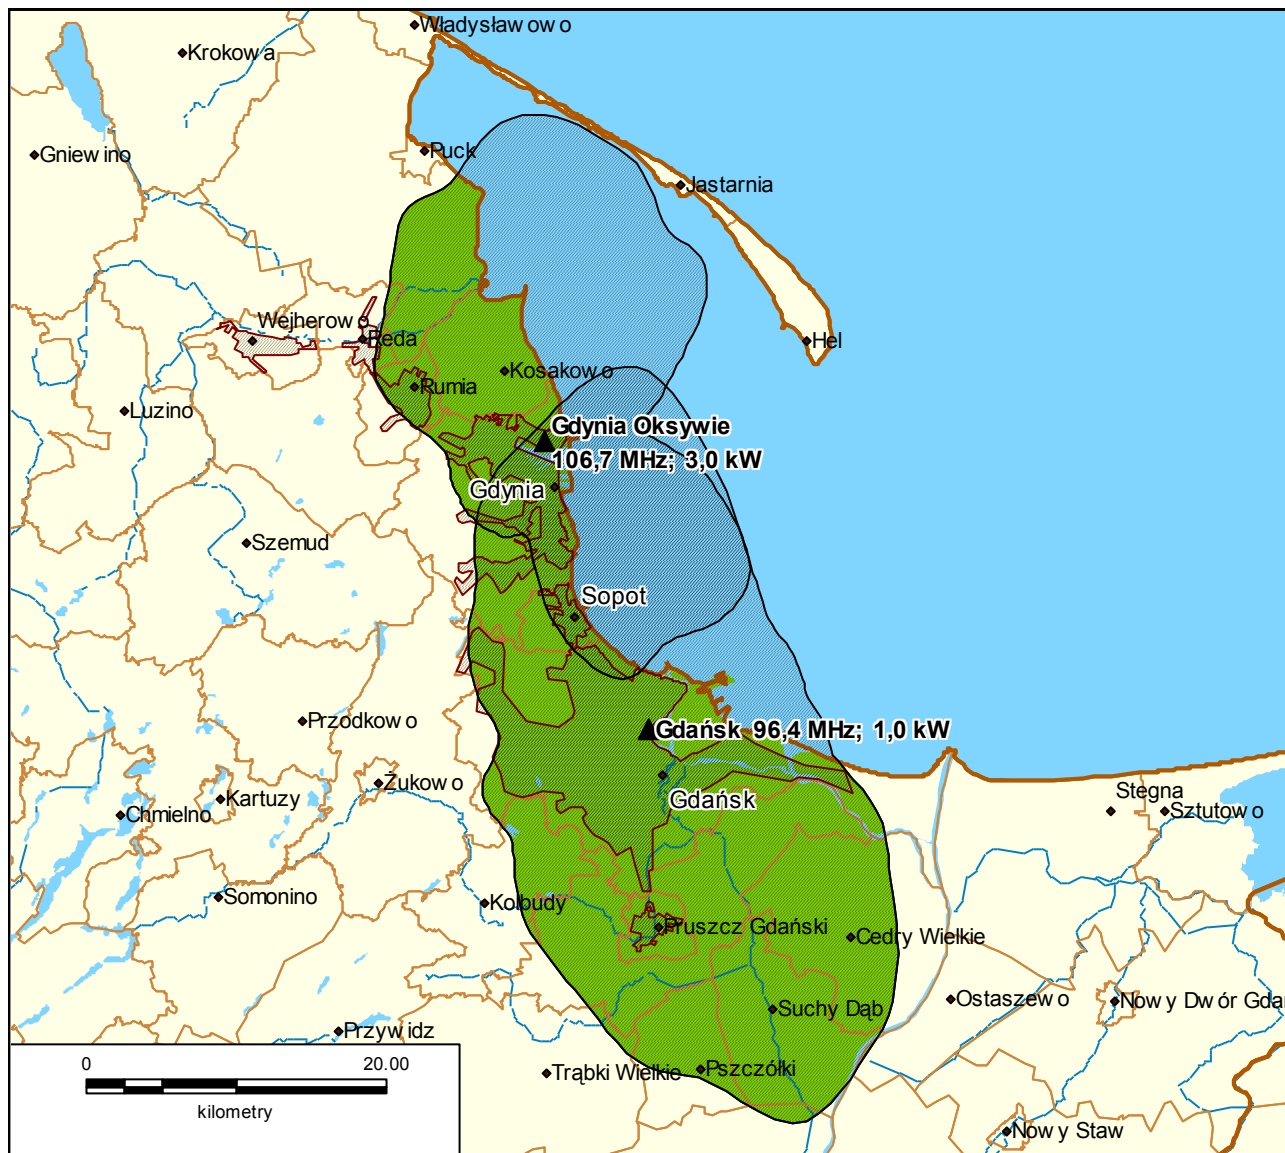 Władysławowo
Krokowa
Puck
Gniewino
Jastarnia
Wejherowo
Reda
Hel
Kosakowo
Rumia
Luzino
Gdynia Oksywie
106,7 MHz; 3,0 kW
Gdynia
Szemud
Sopot
Przodkowo
Gdańsk 96,4 MHz; 1,0 kW
Żukowo
Gdańsk
Kartuzy
Chmielno
Stegna
Sztutowo
Somonino
Kolbudy
Pruszcz Gdański
Cedry Wielkie
Ostaszewo
Nowy Dwór Gdań
Suchy Dąb
Przywidz
Trąbki Wielkie
Pszczółki
0 20.00
kilometry
Nowy Staw